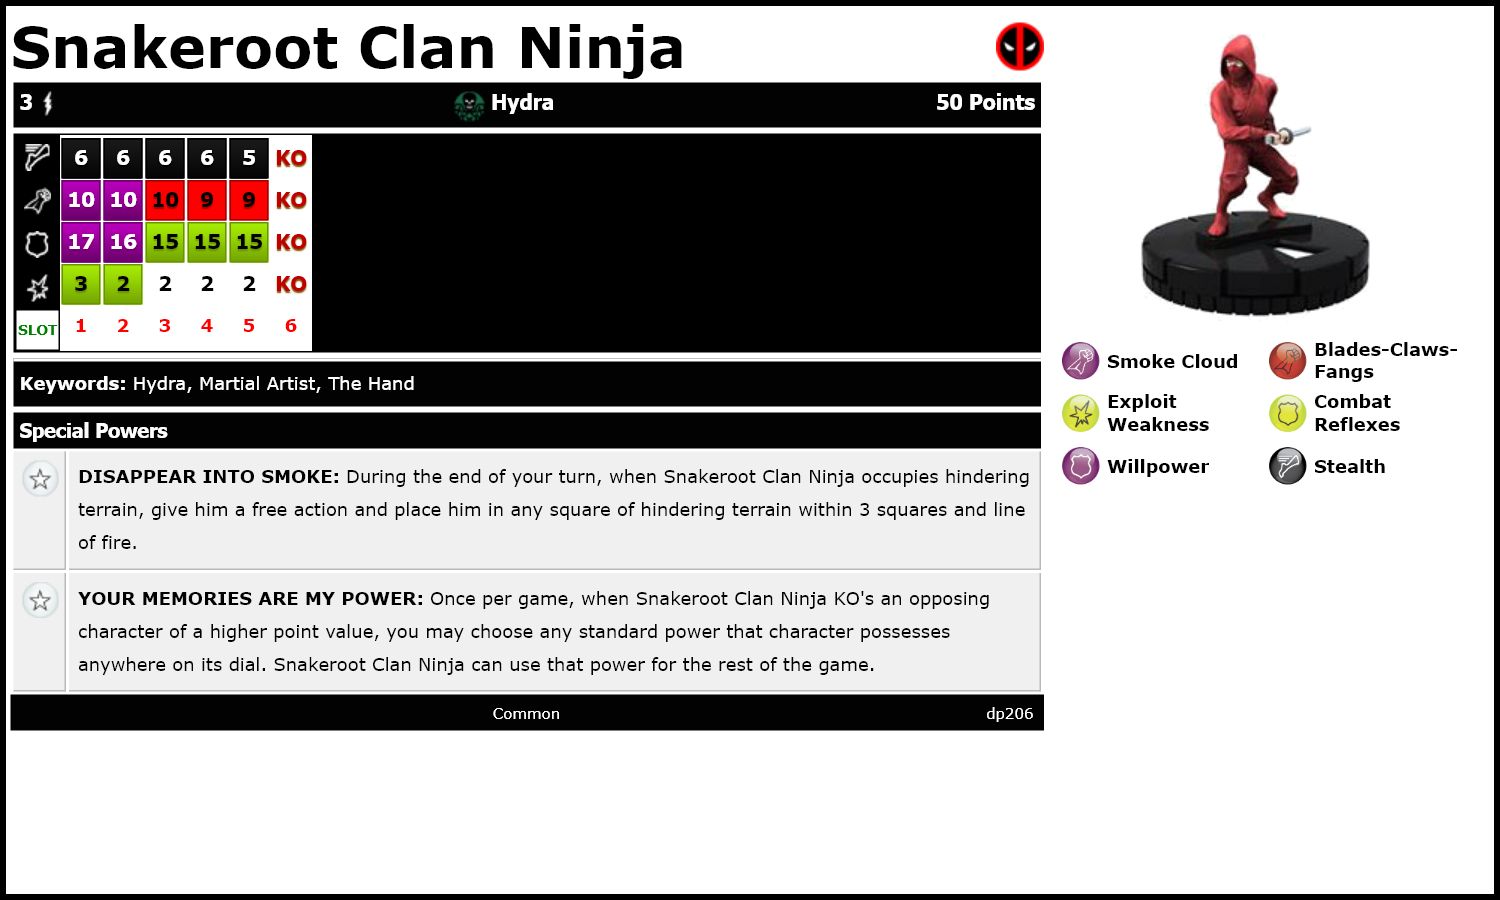 Snakeroot Clan Ninja
3 Hydra 50 Points
6 6 6 6 5 KO
10 10 10 9 9 KO
17 16 15 15 15 KO
3 2 2 2 2 KO
SLOT 1 2 3 4 5 6
Keywords: Hydra, Martial Artist, The Hand
Special Powers
DISAPPEAR INTO SMOKE: During the end of your turn, when Snakeroot Clan Ninja occupies hindering
terrain, give him a free action and place him in any square of hindering terrain within 3 squares and line
of fire.
YOUR MEMORIES ARE MY POWER: Once per game, when Snakeroot Clan Ninja KO's an opposing
character of a higher point value, you may choose any standard power that character possesses
anywhere on its dial. Snakeroot Clan Ninja can use that power for the rest of the game.
Common dp206
Smoke Cloud
Blades-Claws-
Fangs
Exploit
Weakness
Combat
Reflexes
Willpower
Stealth